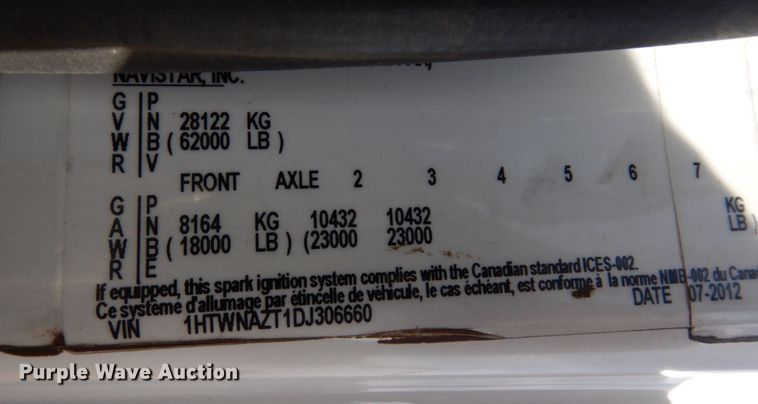 NAVISTAR, INC.
G P
V N 28122 KG
W B ( 62000 LB )
R V
FRONT AXLE 2 3 4 5 6 7
G P KG
A N 8164 KG 10432 10432 LB )
W B ( 18000 LB ) (23000 23000
R E
If equipped, this spark ignition system complies with the Canadian standard ICES-002.
Ce système d'allumage par étincelle de véhicule, le cas échéant, est conforme à la norme NMB-002 du Canad
DATE 07-2012
VIN 1HTWNAZT1DJ306660
Purple Wave Auction